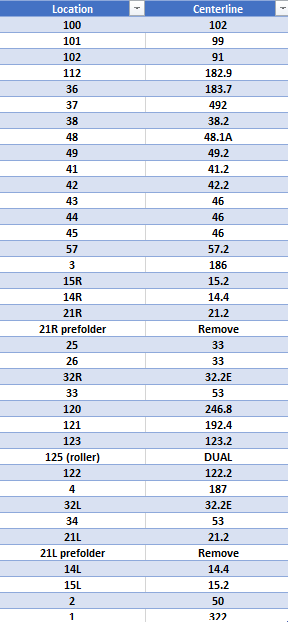 Location Centerline
100 102
101 99
102 91
112 182.9
36 183.7
37 492
38 38.2
48 48.1A
49 49.2
41 41.2
42 42.2
43 46
44 46
45 46
57 57.2
3 186
15R 15.2
14R 14.4
21R 21.2
21R prefolder Remove
25 33
26 33
32R 32.2E
33 53
120 246.8
121 192.4
123 123.2
125 (roller) DUAL
122 122.2
4 187
32L 32.2E
34 53
21L 21.2
21L prefolder Remove
14L 14.4
15L 15.2
2 50
1 322